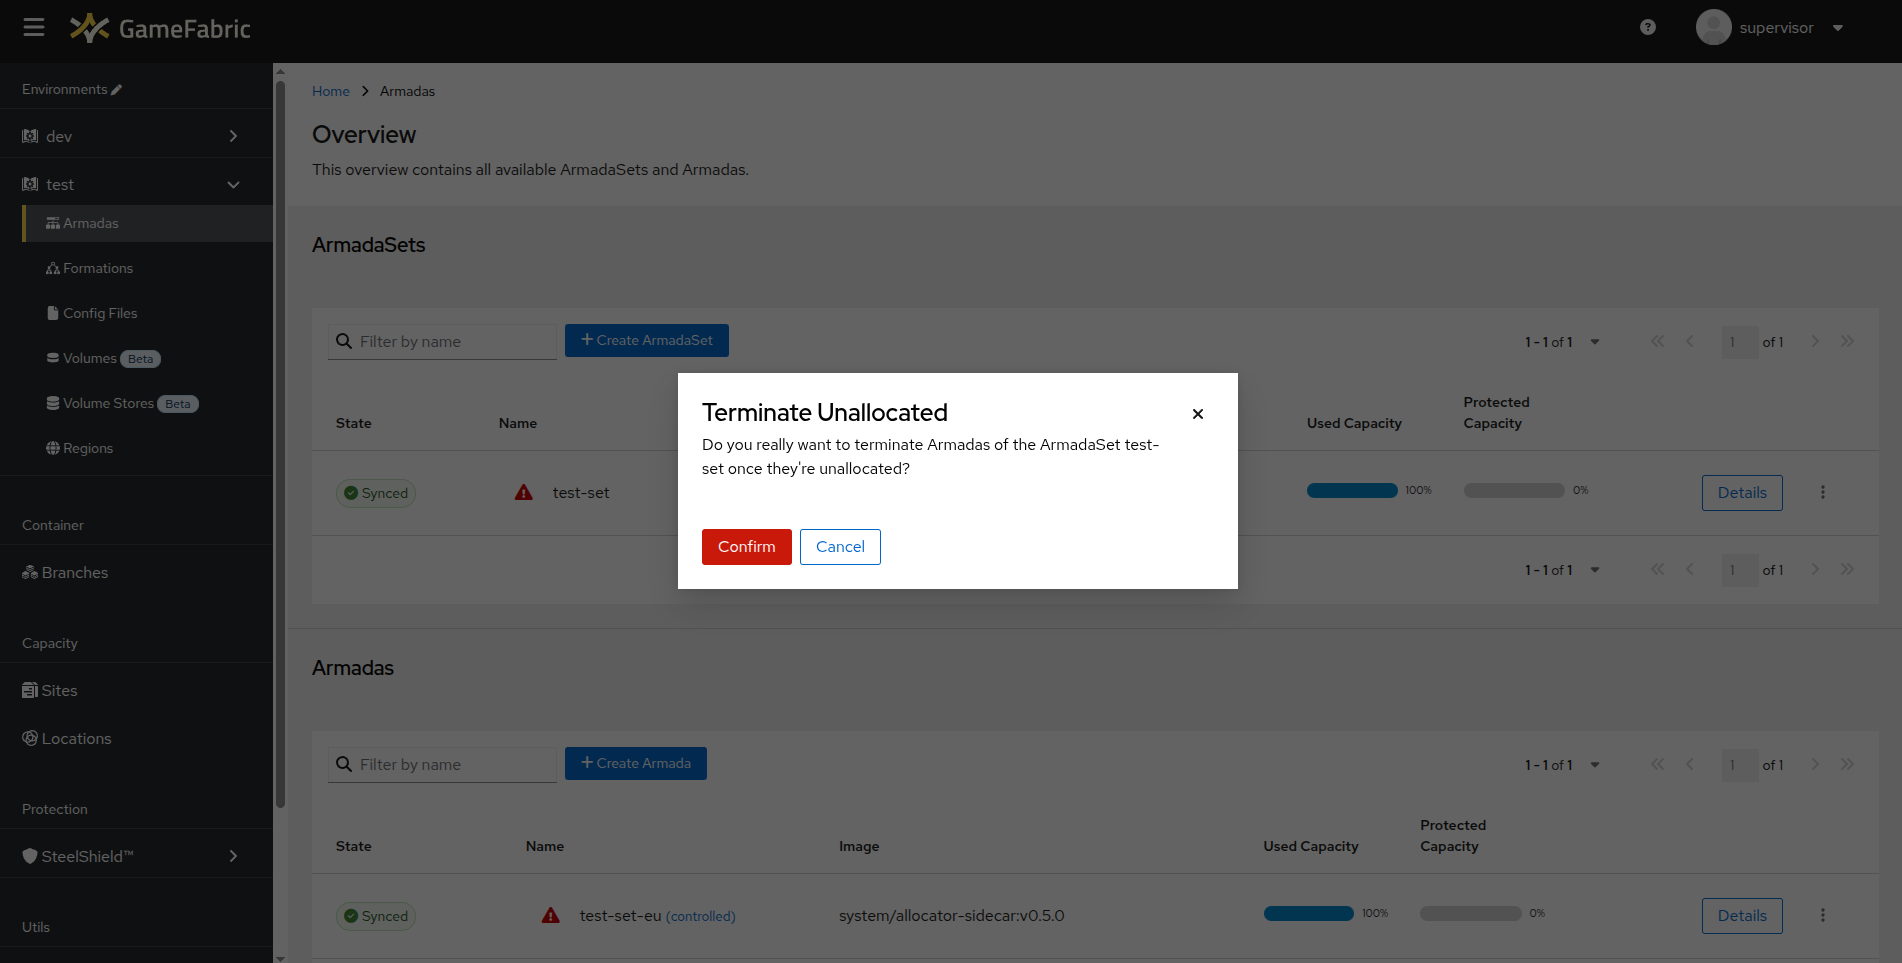 GameFabric
supervisor
Environments
dev
test
Armadas
Formations
Config Files
Volumes Beta
Volume Stores Beta
Regions
Container
Branches
Capacity
Sites
Locations
Protection
SteelShield™
Utils
Home > Armadas
Overview
This overview contains all available ArmadaSets and Armadas.
ArmadaSets
Filter by name
+ Create ArmadaSet
1 - 1 of 1
1 of 1
State
Name
Used Capacity
Protected
Capacity
Synced
test-set
100%
0%
Details
1 - 1 of 1
1 of 1
Terminate Unallocated
Do you really want to terminate Armadas of the ArmadaSet test-
set once they're unallocated?
Confirm
Cancel
Armadas
Filter by name
+ Create Armada
1 - 1 of 1
1 of 1
State
Name
Image
Used Capacity
Protected
Capacity
Synced
test-set-eu (controlled)
system/allocator-sidecar:v0.5.0
100%
0%
Details